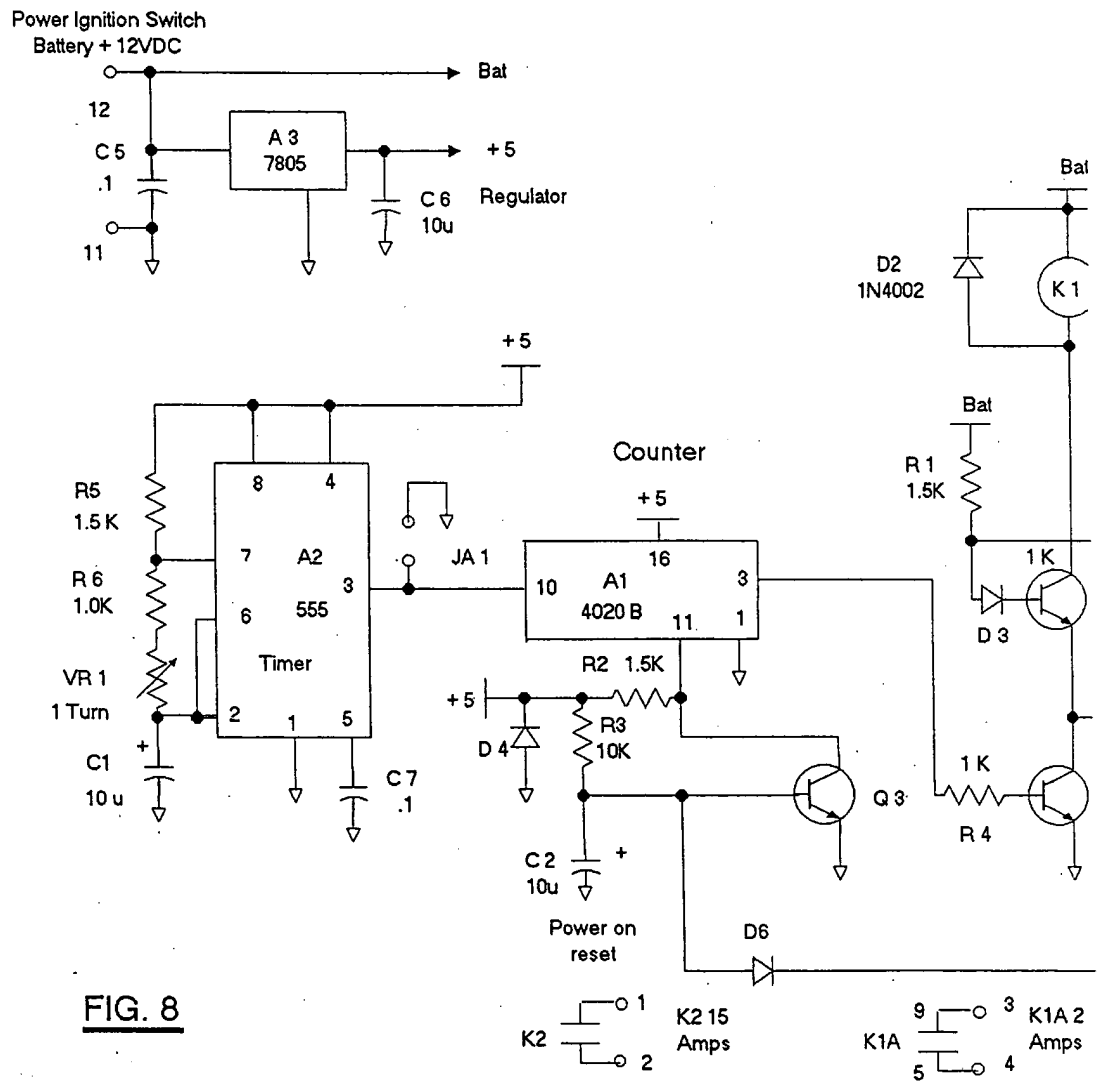 Power Ignition Switch
Battery + 12VDC
Bat
12
A 3
7805
+ 5
C 5
.1
C 6
10u
Regulator
11
Bat
D2
1N4002
K 1
+ 5
Bat
Counter
R 1
1.5K
+ 5
8
4
R5
1.5 K
7
A2
3
JA 1
16
10
A1
3
1 K
R 6
1.0K
555
4020 B
11
1
6
D 3
Timer
R2 1.5K
VR 1
1 Turn
2
1
5
+ 5
R3
10K
D 4
+
C1
10 u
C 7
.1
1 K
Q 3
R 4
C 2
10u
+
Power on
reset
D6
FIG. 8
K2
1
2
K2 15
Amps
9
3
K1A
5
4
K1A 2
Amps